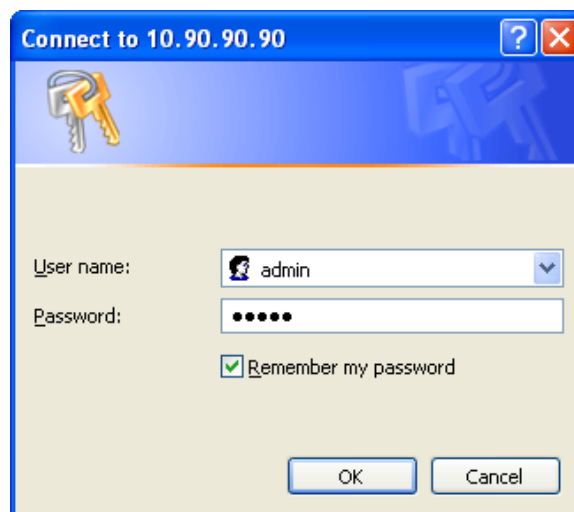 Connect to 10.90.90.90
User name:
admin
Password:
•••••
Remember my password
OK
Cancel